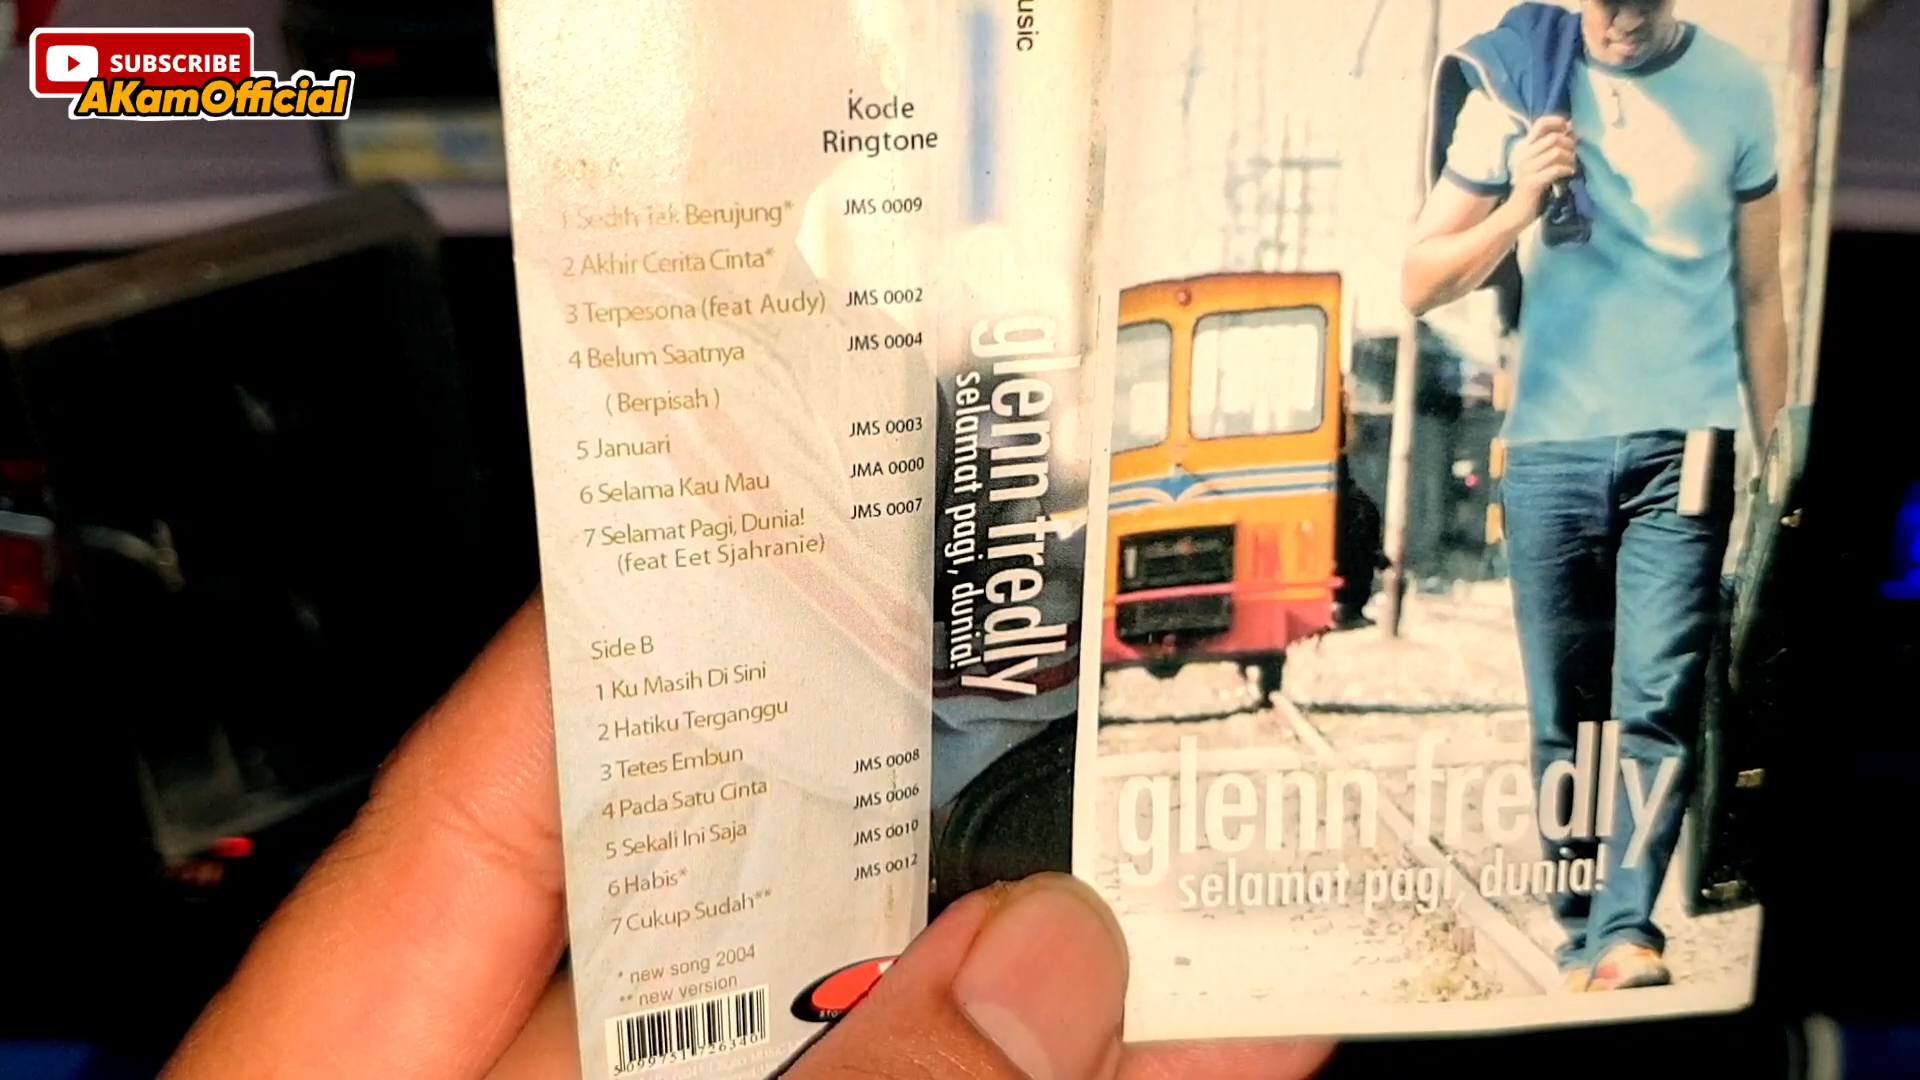 SUBSCRIBE
AKamOfficial
Kode
Ringtone
1 Sedih Tak Berujung* JMS 0009
2 Akhir Cerita Cinta*
3 Terpesona (feat Audy) JMS 0002
4 Belum Saatnya JMS 0004
( Berpisah )
5 Januari JMS 0003
6 Selama Kau Mau JMA 0000
7 Selamat Pagi, Dunia! JMS 0007
(feat Eet Sjahranie)
Side B
1 Ku Masih Di Sini
2 Hatiku Terganggu
3 Tetes Embun
4 Pada Satu Cinta JMS 0008
5 Sekali Ini Saja JMS 0006
6 Habis* JMS 0010
7 Cukup Sudah** JMS 0012
* new song 2004
** new version
glenn fredly
selamat pagi, dunia!
glenn fredly
selamat pagi, dunia!